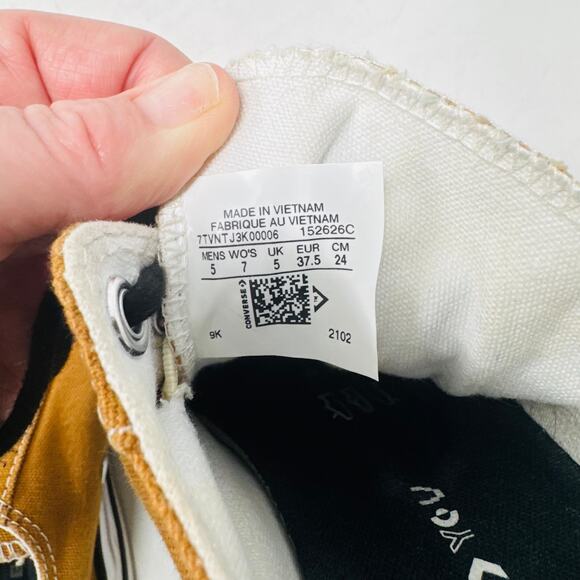 MADE IN VIETNAM
FABRIQUE AU VIETNAM
7TVNTJ3K00006 152626C
MENS WO'S UK EUR CM
5 7 5 37.5 24
CONVERSE
9K 2102
YOU